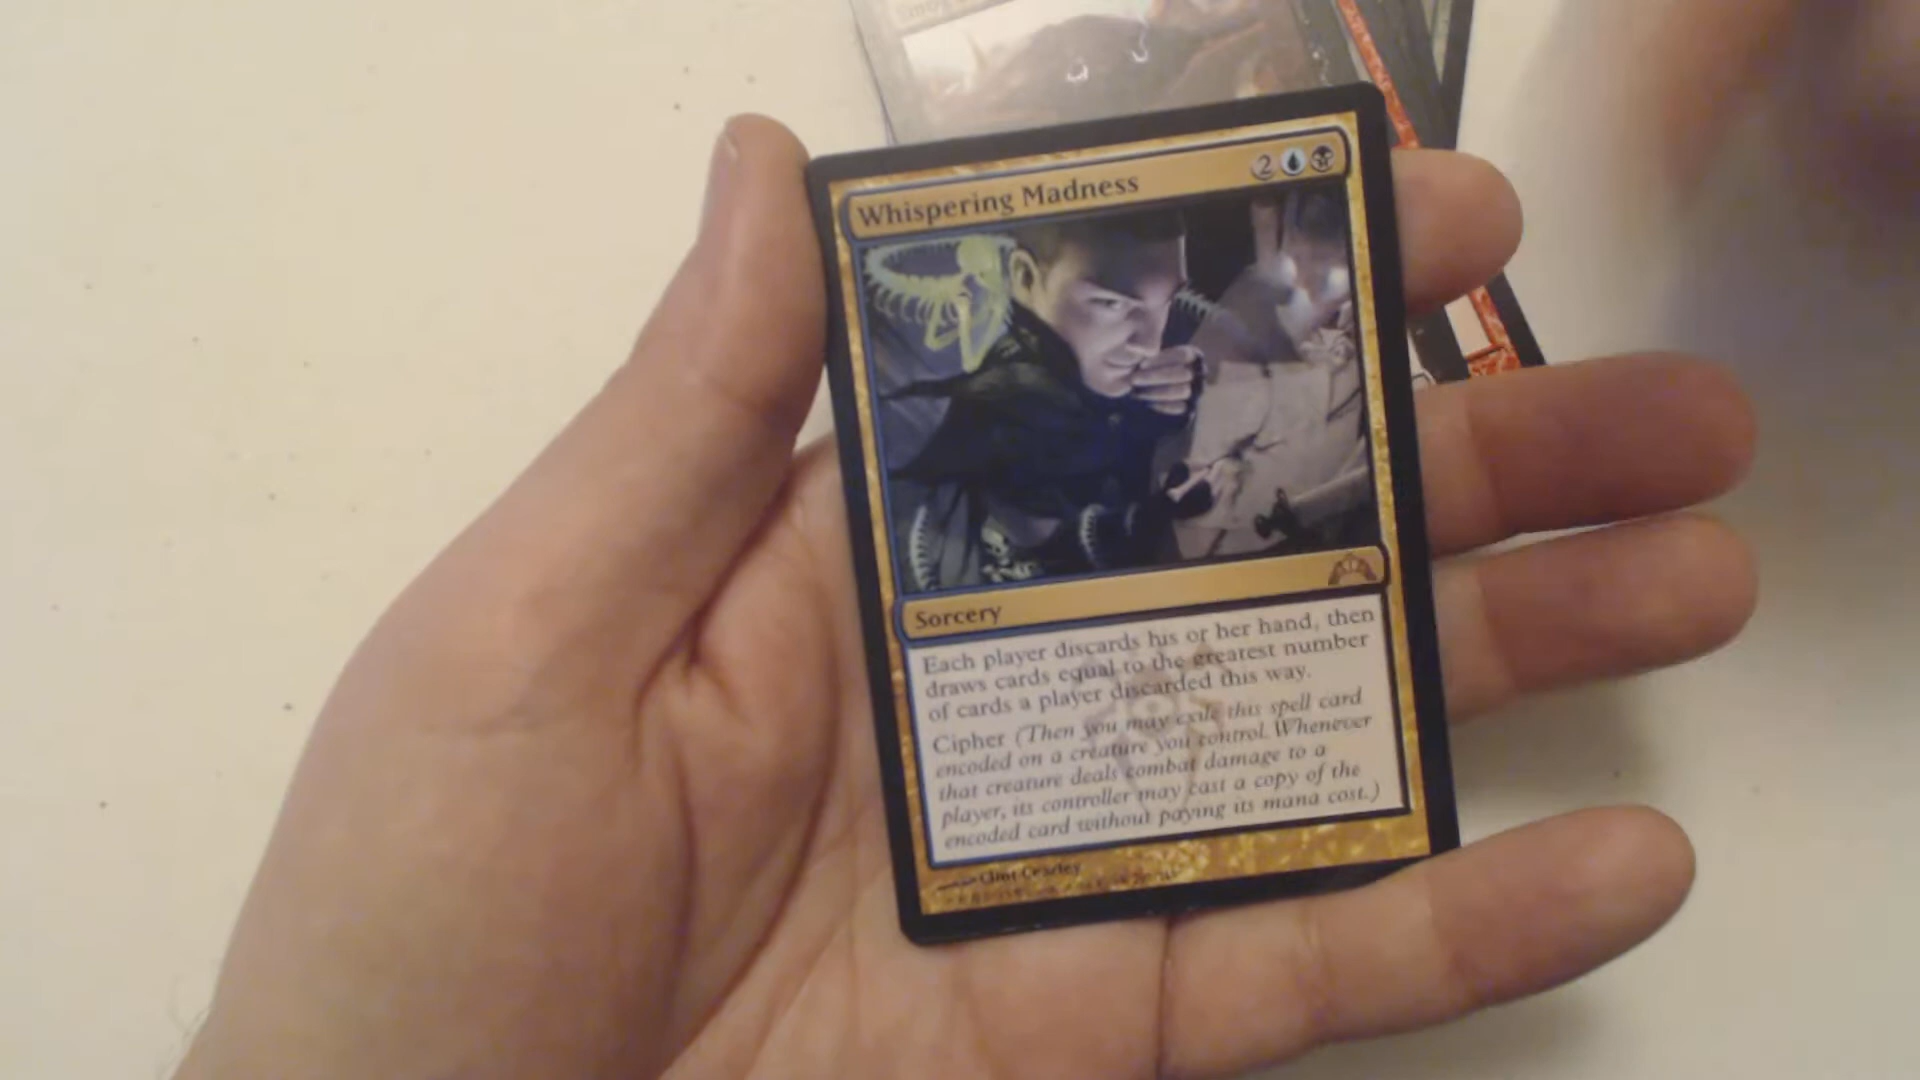 Whispering Madness 2
Sorcery
Each player discards his or her hand, then
draws cards equal to the greatest number
of cards a player discarded this way.
Cipher (Then you may exile this spell card
encoded on a creature you control. Whenever
that creature deals combat damage to a
player, its controller may cast a copy of the
encoded card without paying its mana cost.)
Clint Cearley